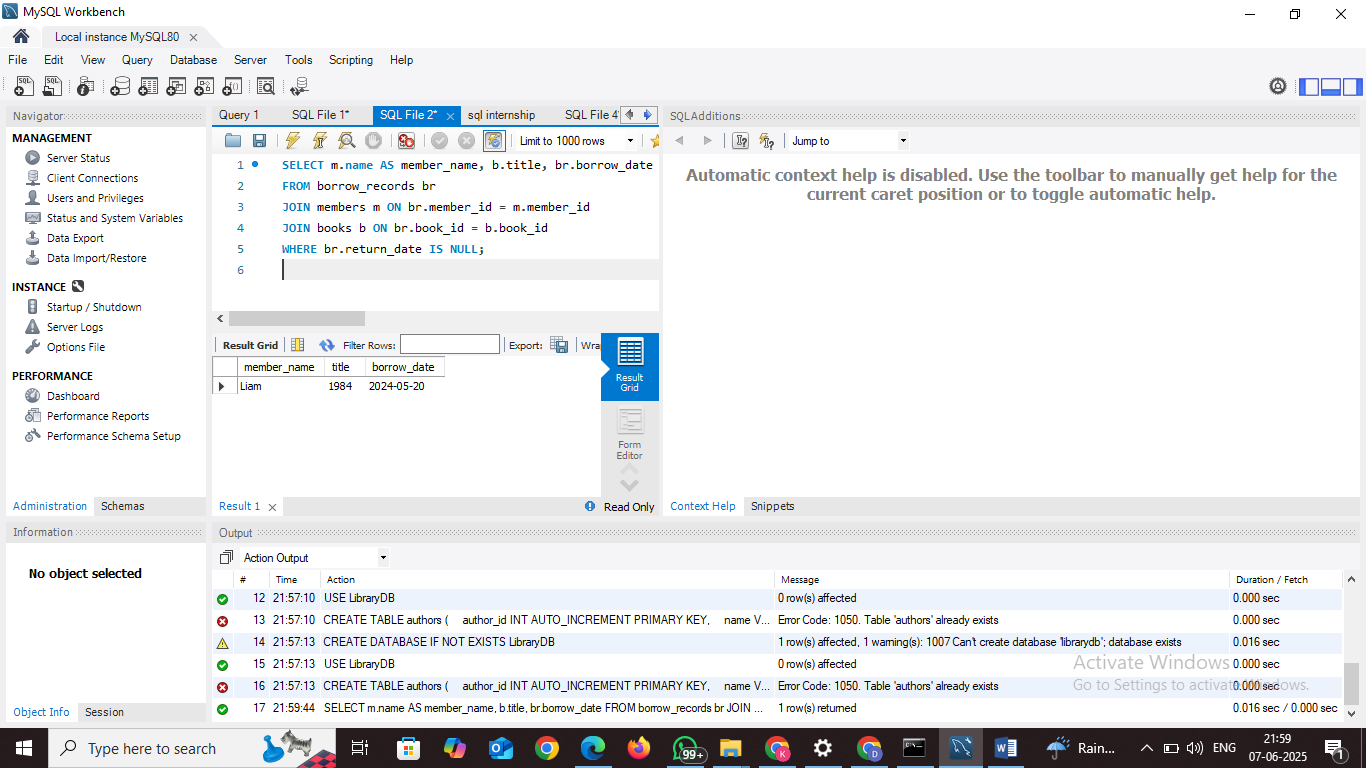 MySQL Workbench
Local instance MySQL80
File Edit View Query Database Server Tools Scripting Help
Navigator
MANAGEMENT
Server Status
Client Connections
Users and Privileges
Status and System Variables
Data Export
Data Import/Restore
INSTANCE
Startup / Shutdown
Server Logs
Options File
PERFORMANCE
Dashboard
Performance Reports
Performance Schema Setup
Administration Schemas
Information
No object selected
Object Info Session
Query 1 SQL File 1* SQL File 2* sql internship SQL File 4
Limit to 1000 rows
1 SELECT m.name AS member_name, b.title, br.borrow_date
2 FROM borrow_records br
3 JOIN members m ON br.member_id = m.member_id
4 JOIN books b ON br.book_id = b.book_id
5 WHERE br.return_date IS NULL;
6
Result Grid Filter Rows: Export: Wra
member_name title borrow_date
Liam 1984 2024-05-20
Result Grid
Form Editor
Result 1 Read Only
SQLAdditions
Jump to
Automatic context help is disabled. Use the toolbar to manually get help for the
current caret position or to toggle automatic help.
Context Help Snippets
Output
Action Output
# Time Action Message Duration / Fetch
12 21:57:10 USE LibraryDB 0 row(s) affected 0.000 sec
13 21:57:10 CREATE TABLE authors ( author_id INT AUTO_INCREMENT PRIMARY KEY, name V... Error Code: 1050. Table 'authors' already exists 0.000 sec
14 21:57:13 CREATE DATABASE IF NOT EXISTS LibraryDB 1 row(s) affected, 1 warning(s): 1007 Can't create database 'librarydb'; database exists 0.016 sec
15 21:57:13 USE LibraryDB 0 row(s) affected 0.000 sec
16 21:57:13 CREATE TABLE authors ( author_id INT AUTO_INCREMENT PRIMARY KEY, name V... Error Code: 1050. Table 'authors' already exists 0.000 sec
17 21:59:44 SELECT m.name AS member_name, b.title, br.borrow_date FROM borrow_records br JOIN ... 1 row(s) returned 0.016 sec / 0.000 sec
Activate Windows
Go to Settings to activate Windows.
Type here to search
99+
Rain...
ENG
21:59
07-06-2025
1